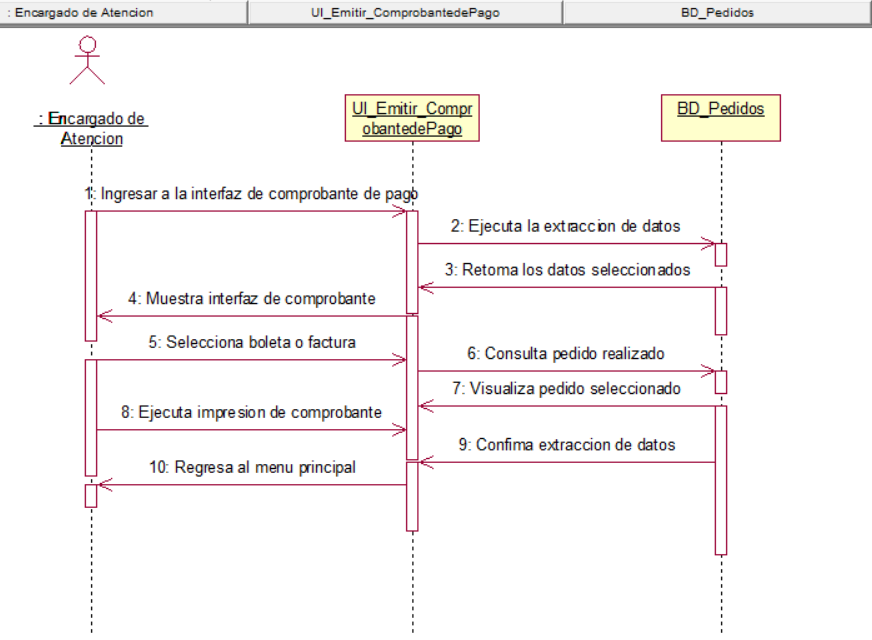 : Encargado de Atencion
UI_Emitir_ComprobantedePago
BD_Pedidos
: Encargado de
Atencion
UI_Emitir_Compr
obantedePago
BD_Pedidos
1: Ingresar a la interfaz de comprobante de pago
2: Ejecuta la extraccion de datos
3: Retorna los datos seleccionados
4: Muestra interfaz de comprobante
5: Selecciona boleta o factura
6: Consulta pedido realizado
7: Visualiza pedido seleccionado
8: Ejecuta impresion de comprobante
9: Confima extraccion de datos
10: Regresa al menu principal